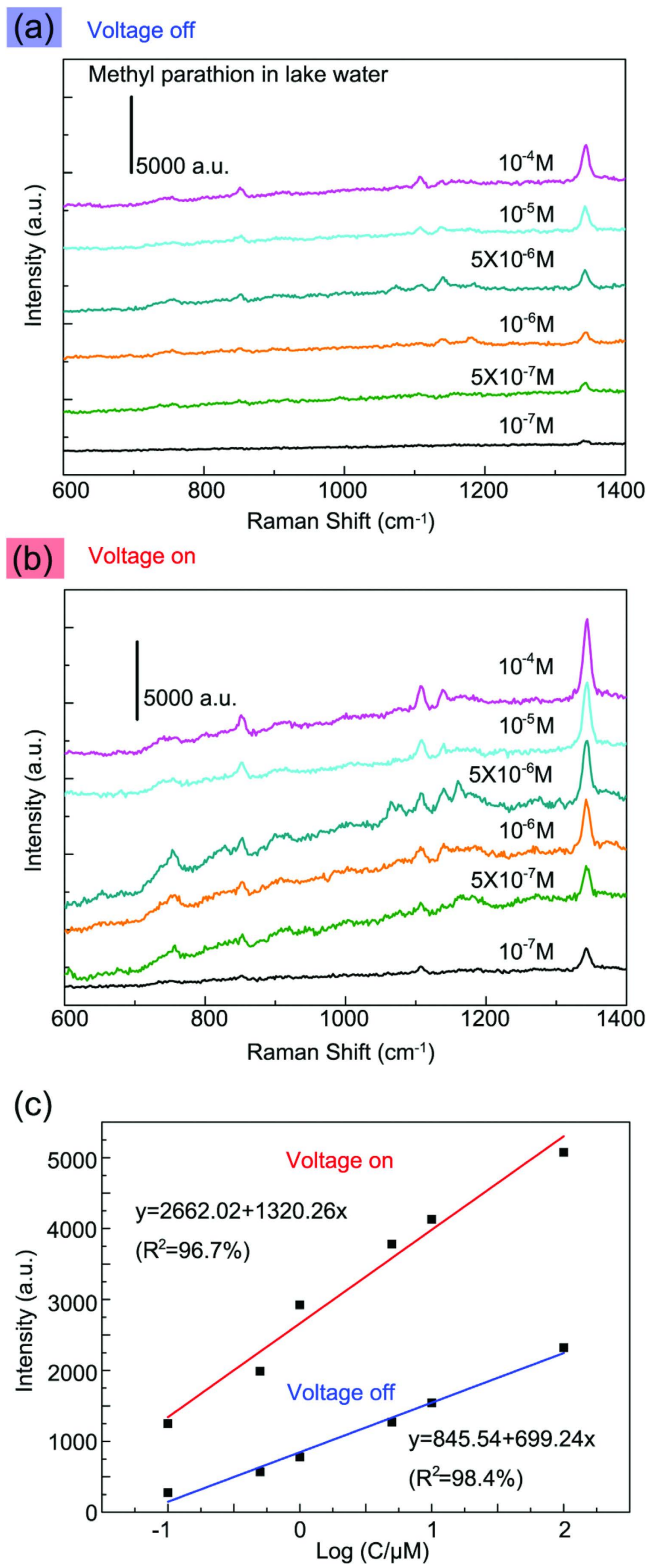 (a) Voltage off
Methyl parathion in lake water
5000 a.u.
10⁻⁴M
10⁻⁵M
5X10⁻⁶M
10⁻⁶M
5X10⁻⁷M
10⁻⁷M
Intensity (a.u.)
600 800 1000 1200 1400
Raman Shift (cm⁻¹)
(b) Voltage on
5000 a.u.
10⁻⁴M
10⁻⁵M
5X10⁻⁶M
10⁻⁶M
5X10⁻⁷M
10⁻⁷M
Intensity (a.u.)
600 800 1000 1200 1400
Raman Shift (cm⁻¹)
(c)
5000
4000
3000
2000
1000
0
Intensity (a.u.)
Voltage on
y=2662.02+1320.26x
(R²=96.7%)
Voltage off
y=845.54+699.24x
(R²=98.4%)
-1 0 1 2
Log (C/μM)